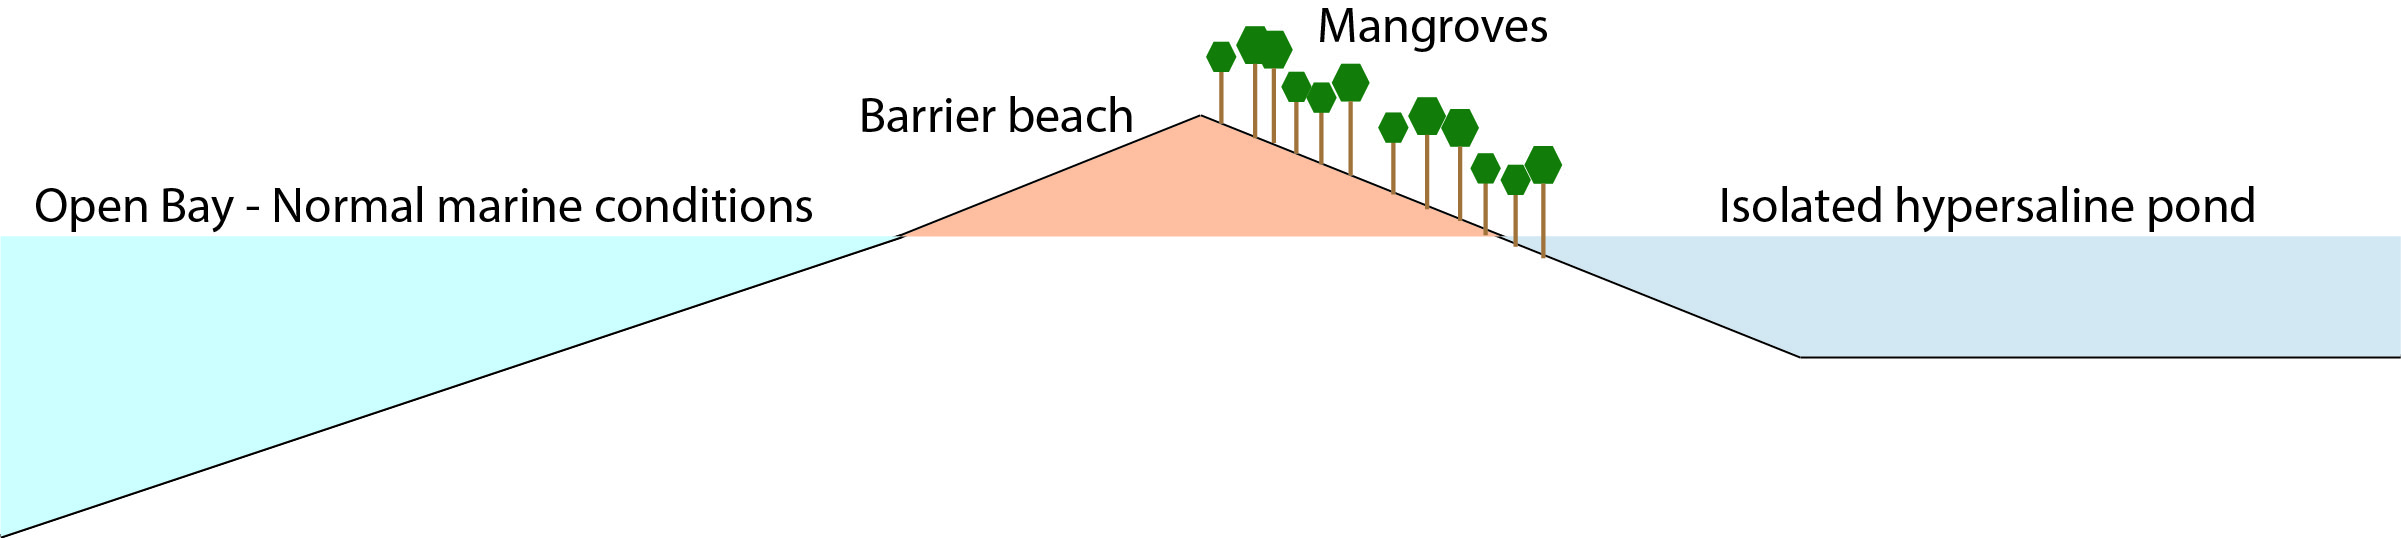 Mangroves
Barrier beach
Open Bay - Normal marine conditions
Isolated hypersaline pond